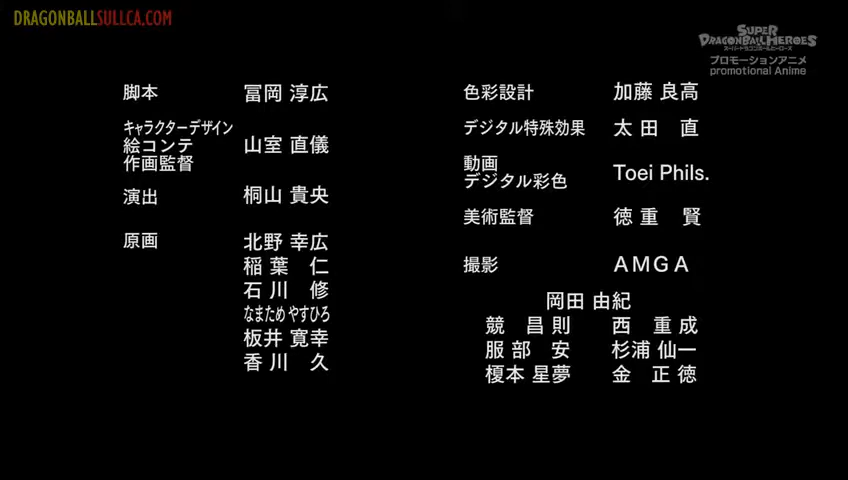 DRAGONBALLSULLCA.COM
SUPER
DRAGONBALL HEROES
スーパードラゴンボールヒーローズ
プロモーションアニメ
promotional Anime
脚本 冨岡 淳広
キャラクターデザイン
絵コンテ 山室 直儀
作画監督
演出 桐山 貴央
原画 北野 幸広
稲葉 仁
石川 修
なまため やすひろ
板井 寛幸
香川 久
色彩設計 加藤 良高
デジタル特殊効果 太田 直
動画
デジタル彩色 Toei Phils.
美術監督 徳重 賢
撮影 AMGA
岡田 由紀
競 昌則 西 重成
服部 安 杉浦 仙一
榎本 星夢 金 正徳